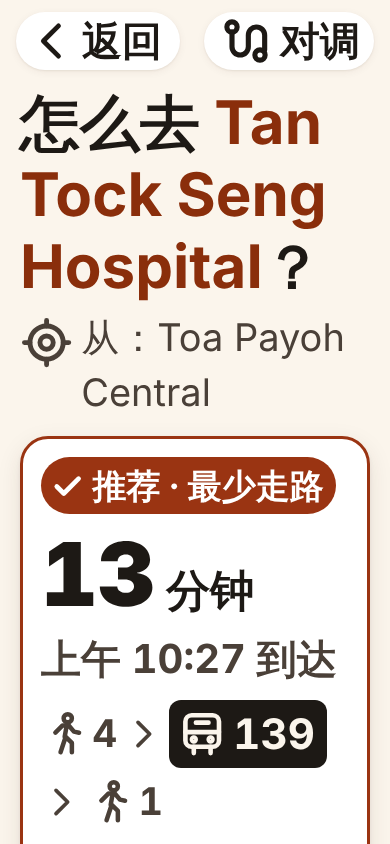 返回 对调
怎么去 Tan
Tock Seng
Hospital？
从：Toa Payoh
Central
推荐 · 最少走路
13 分钟
上午 10:27 到达
4 139
1